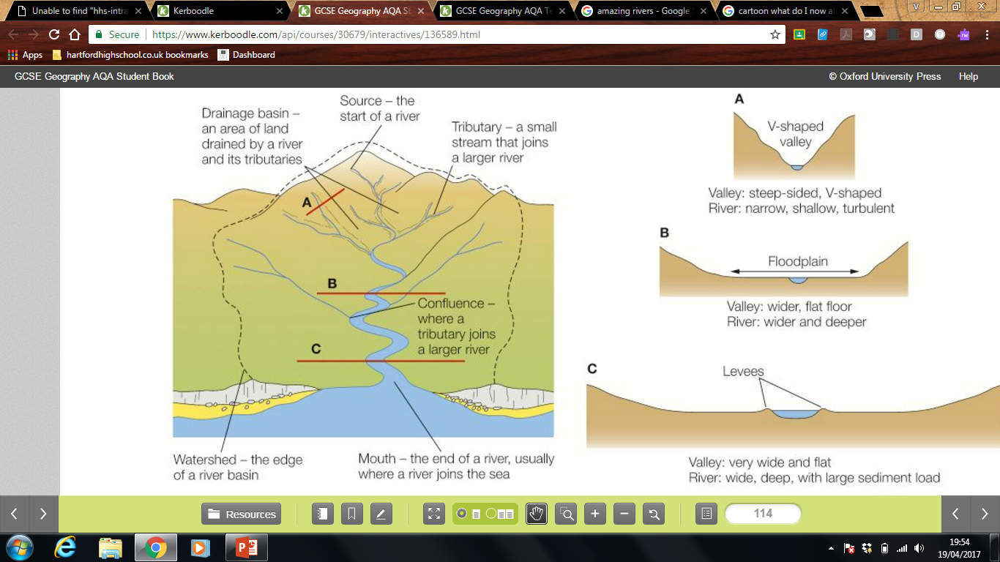 Unable to find "hhs-intra
Kerboodle
GCSE Geography AQA St
GCSE Geography AQA Te
amazing rivers - Google
cartoon what do I now a
V
Secure
https://www.kerboodle.com/api/courses/30679/interactives/136589.html
D
rw
Apps
hartfordhighschool.co.uk bookmarks
Dashboard
GCSE Geography AQA Student Book
© Oxford University Press
Help
Drainage basin –
an area of land
drained by a river
and its tributaries
Source – the
start of a river
Tributary – a small
stream that joins
a larger river
A
B
Confluence –
where a
tributary joins
a larger river
C
Watershed – the edge
of a river basin
Mouth – the end of a river, usually
where a river joins the sea
A
V-shaped
valley
Valley: steep-sided, V-shaped
River: narrow, shallow, turbulent
B
Floodplain
Valley: wider, flat floor
River: wider and deeper
C
Levees
Valley: very wide and flat
River: wide, deep, with large sediment load
Resources
114
19:54
19/04/2017